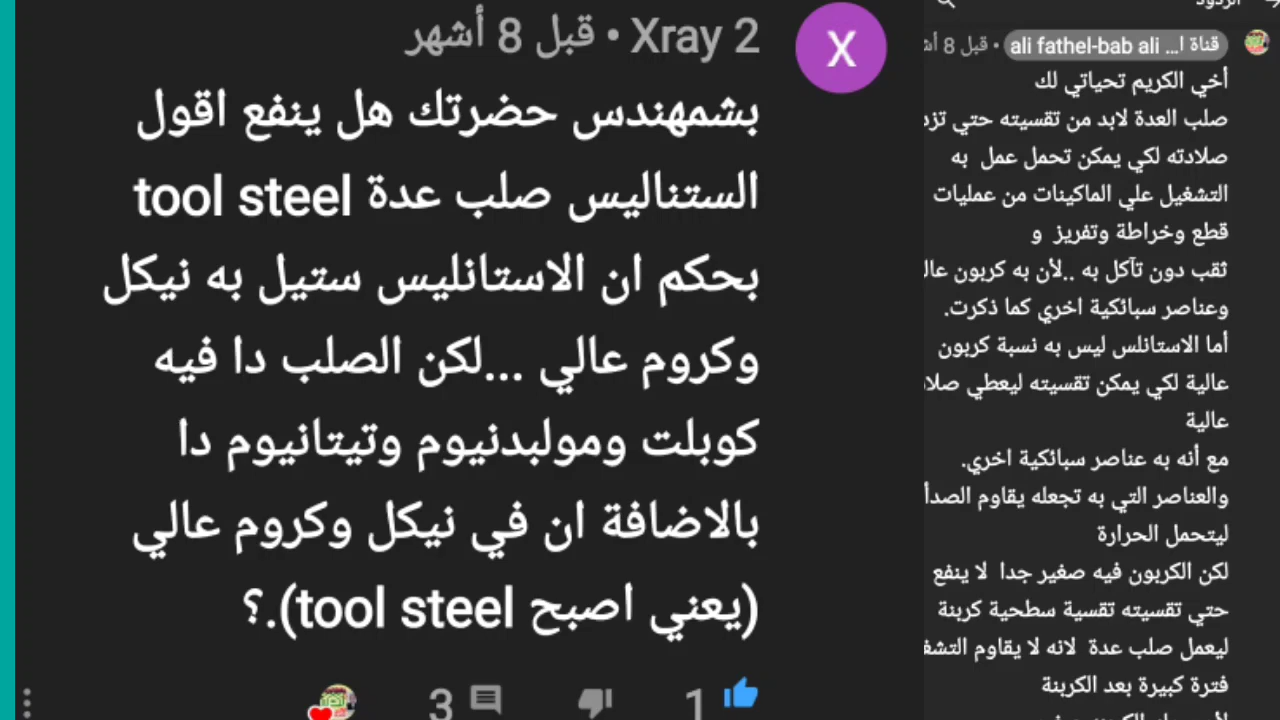 Xray 2 • قبل 8 أشهر
بشمهندس حضرتك هل ينفع اقول
الستناليس صلب عدة tool steel
بحكم ان الاستانليس ستيل به نيكل
وكروم عالي ...لكن الصلب دا فيه
كوبلت ومولبدنيوم وتيتانيوم دا
بالاضافة ان في نيكل وكروم عالي
(يعني اصبح tool steel).؟
3
1
الردود
قناة ا... ali fathel-bab ali • قبل 8
أخي الكريم تحياتي لك
صلب العدة لابد من تقسيته حتي
صلادته لكي يمكن تحمل عمل به
التشغيل علي الماكينات من عمليات
قطع وخراطة وتفريز و
ثقب دون تآكل به ..لأن به كربون
وعناصر سبائكية اخري كما ذكرت.
أما الاستانلس ليس به نسبة كربون
عالية لكي يمكن تقسيته ليعطي
عالية
مع أنه به عناصر سبائكية اخري.
والعناصر التي به تجعله يقاوم الصدأ
ليتحمل الحرارة
لكن الكربون فيه صغير جدا لا ينفع
حتي تقسيته تقسية سطحية كربنة
ليعمل صلب عدة لانه لا يقاوم
فترة كبيرة بعد الكربنة